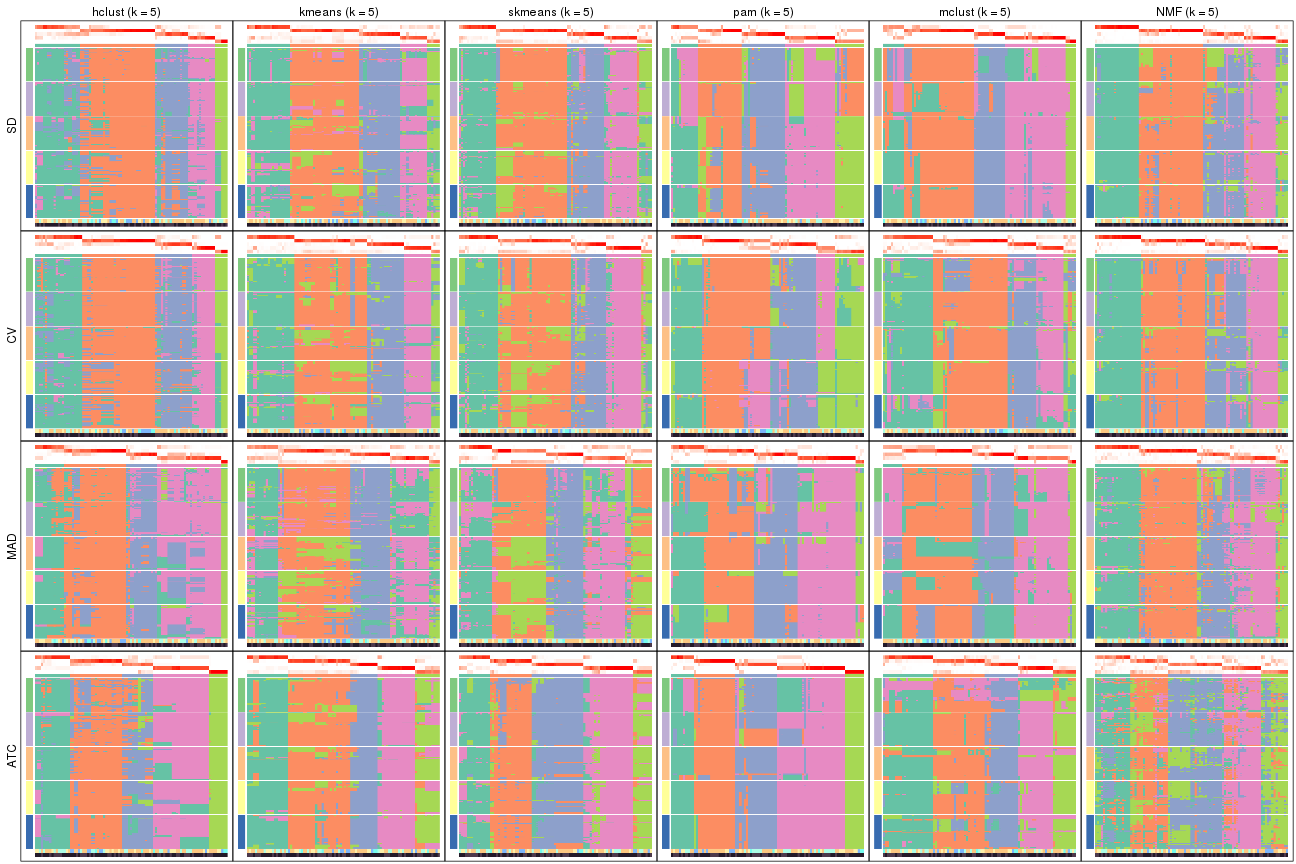 hclust (k = 5) kmeans (k = 5) skmeans (k = 5) pam (k = 5) mclust (k = 5) NMF (k = 5)
SD
CV
MAD
ATC